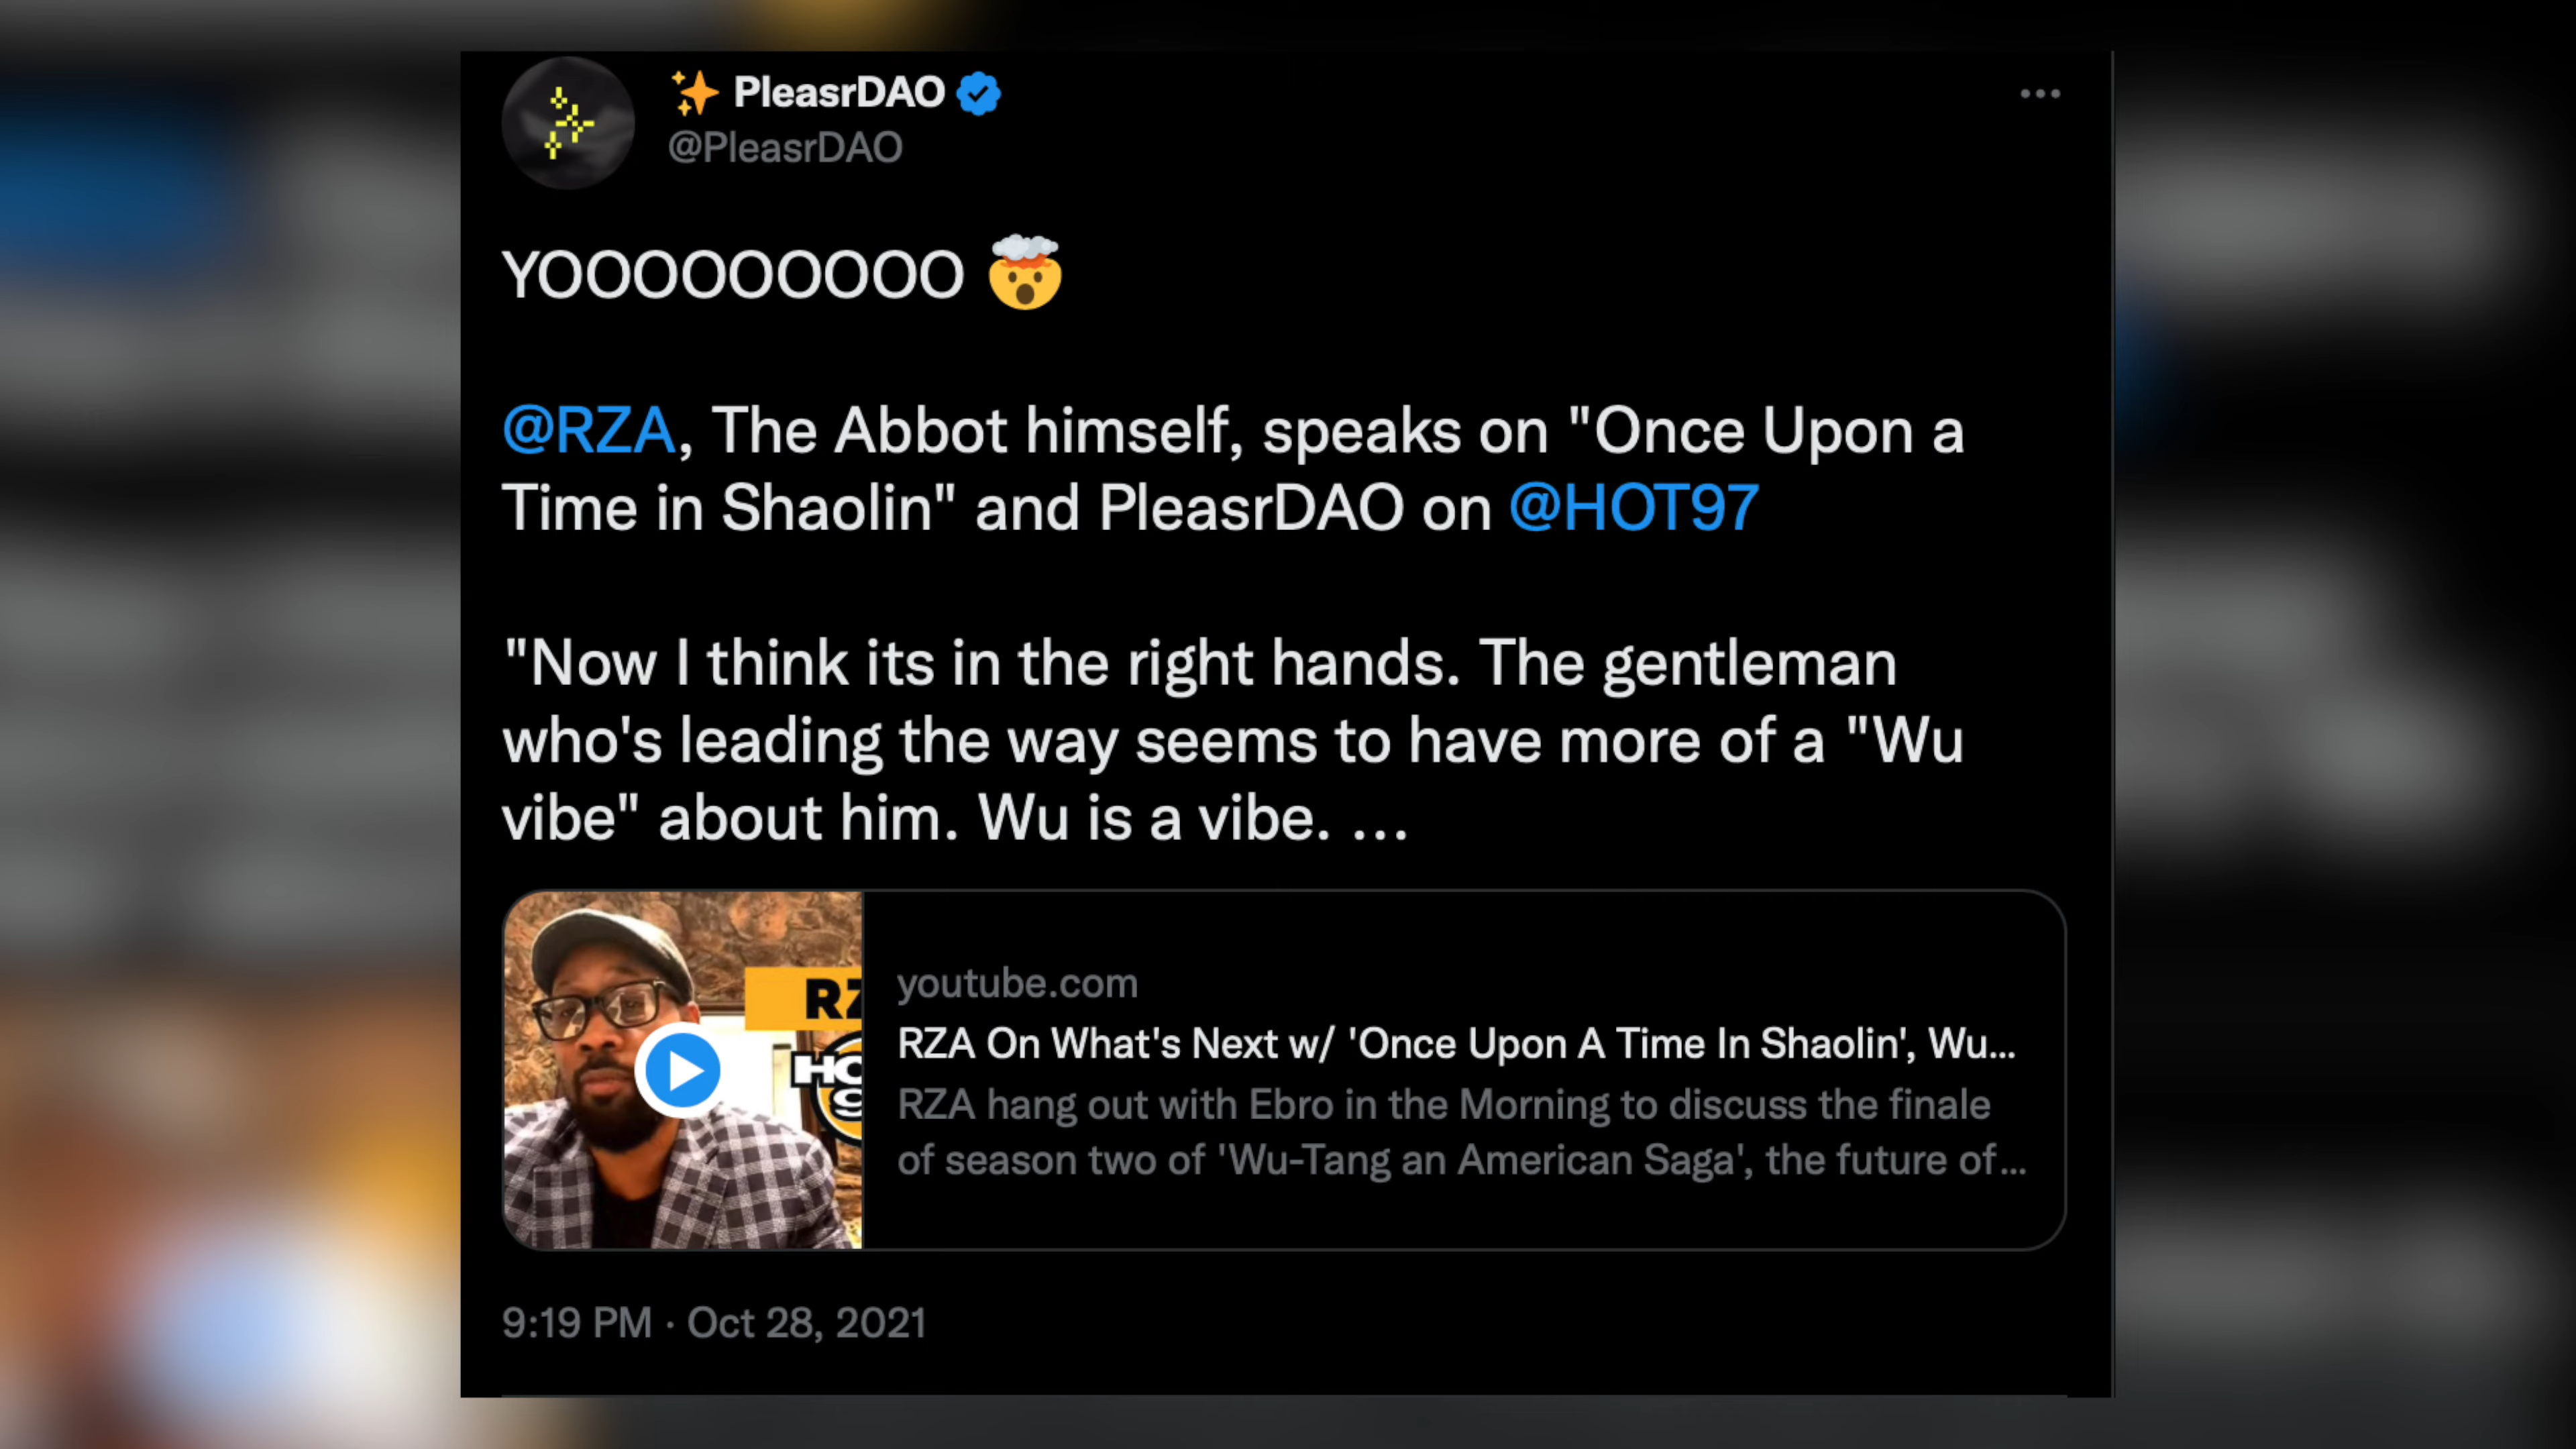 ✨ PleasrDAO
@PleasrDAO
YOOOOOOOOO 🤯
@RZA, The Abbot himself, speaks on "Once Upon a
Time in Shaolin" and PleasrDAO on @HOT97
"Now I think its in the right hands. The gentleman
who's leading the way seems to have more of a "Wu
vibe" about him. Wu is a vibe. ...
RZ
HO
9
youtube.com
RZA On What's Next w/ 'Once Upon A Time In Shaolin', Wu...
RZA hang out with Ebro in the Morning to discuss the finale
of season two of 'Wu-Tang an American Saga', the future of...
9:19 PM · Oct 28, 2021